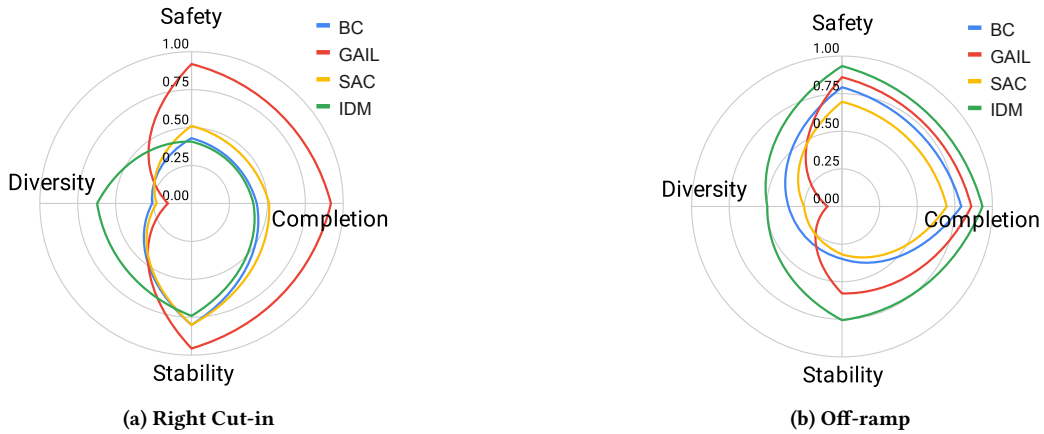 Safety
BC
GAIL
SAC
IDM
1.00
0.75
0.50
0.25
0.00
Diversity
Completion
Stability
(a) Right Cut-in
Safety
BC
GAIL
SAC
IDM
1.00
0.75
0.50
0.25
0.00
Diversity
Completion
Stability
(b) Off-ramp